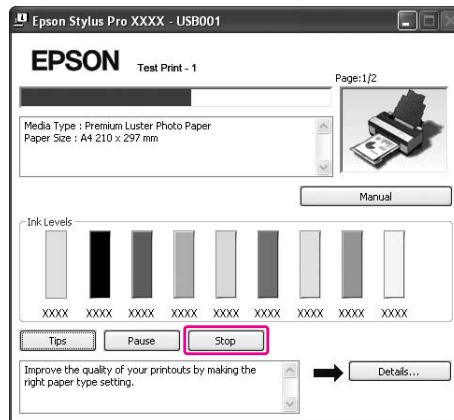 Epson Stylus Pro XXXX - USB001
EPSON Test Print - 1
Page:1/2
Media Type : Premium Luster Photo Paper
Paper Size : A4 210 x 297 mm
Manual
Ink Levels
XXXX XXXX XXXX XXXX XXXX XXXX XXXX XXXX XXXX
Tips Pause Stop
Improve the quality of your printouts by making the
right paper type setting.
Details...